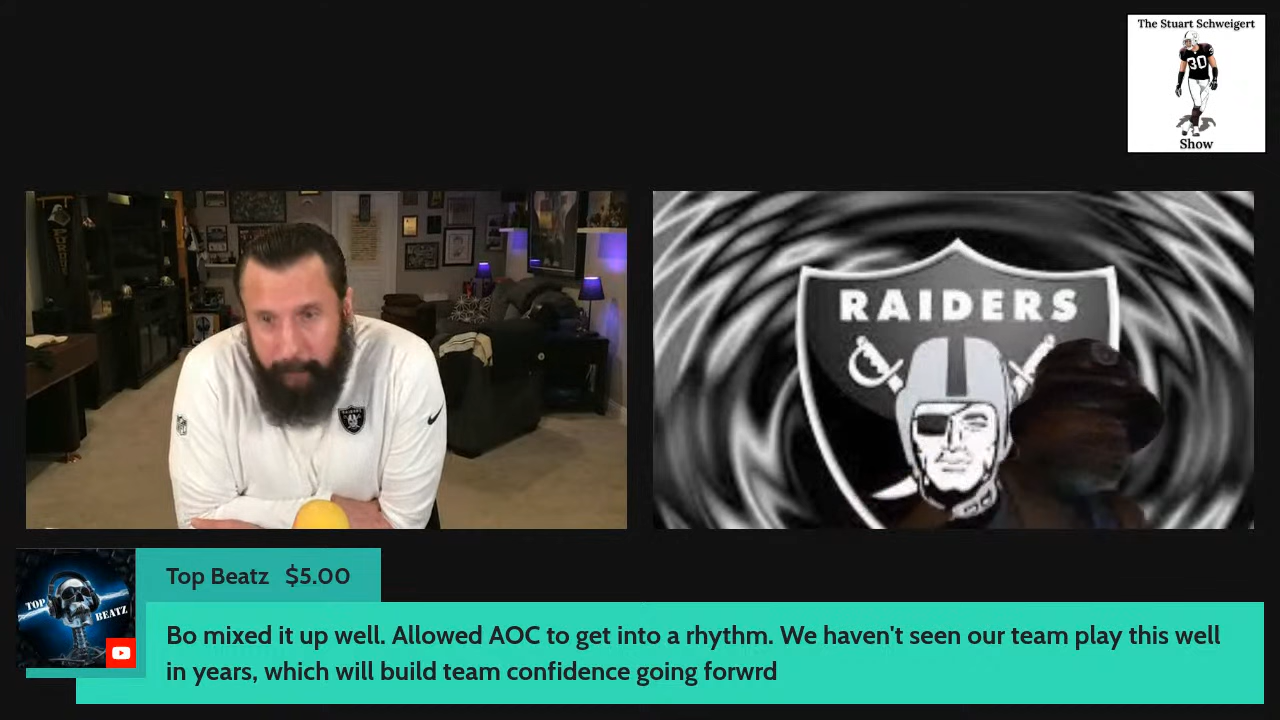 The Stuart Schweigert
30
Show
PURDUE
RAIDERS
RAIDERS
Top Beatz $5.00
TOP
BEATZ
Bo mixed it up well. Allowed AOC to get into a rhythm. We haven't seen our team play this well
in years, which will build team confidence going forwrd